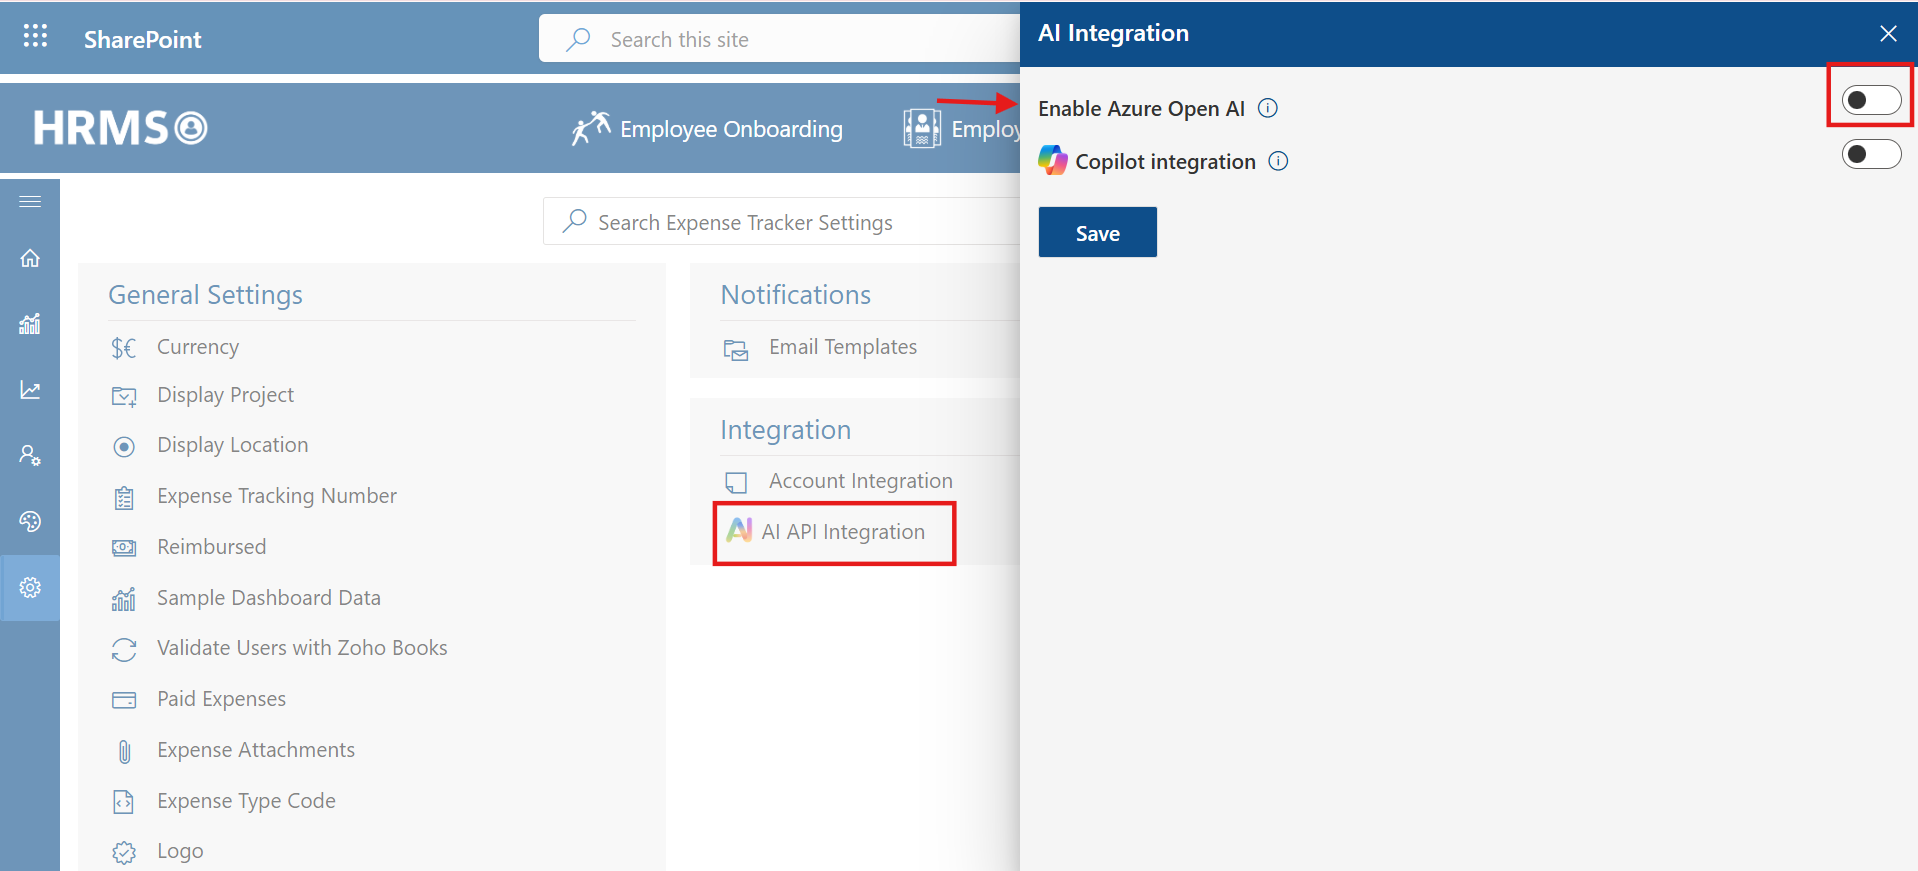 SharePoint
Search this site
AI Integration
HRMS
Employee Onboarding
Employ
Enable Azure Open AI
Copilot integration
Save
Search Expense Tracker Settings
General Settings
Currency
Display Project
Display Location
Expense Tracking Number
Reimbursed
Sample Dashboard Data
Validate Users with Zoho Books
Paid Expenses
Expense Attachments
Expense Type Code
Logo
Notifications
Email Templates
Integration
Account Integration
AI AI API Integration